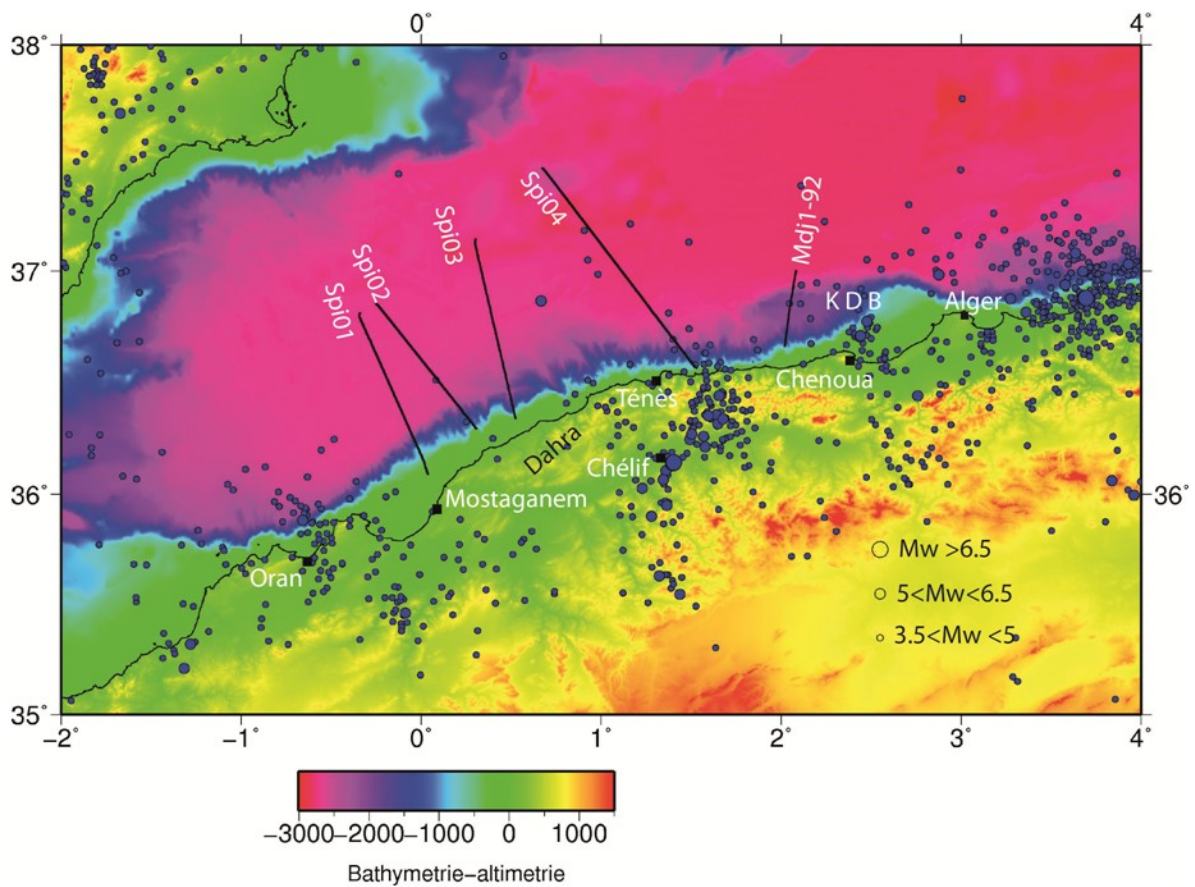 0° 4°
38°
37°
36°
35°
36°
Spi01
Spi02
Spi03
Spi04
Mdj1-92
K D B
Alger
Chenoua
Ténès
Dahra
Chélif
Mostaganem
Oran
Mw >6.5
5<Mw<6.5
3.5<Mw <5
−2° −1° 0° 1° 2° 3° 4°
−3000 −2000 −1000 0 1000
Bathymetrie−altimetrie